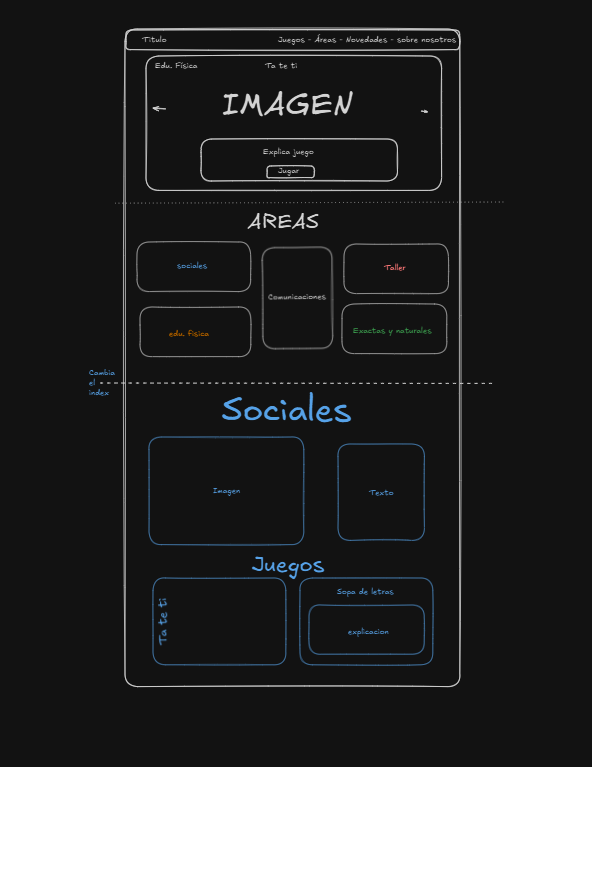 Titulo
Juegos - Áreas - Novedades - sobre nosotros
Edu. Física
Ta te ti
IMAGEN
Explica juego
Jugar
AREAS
sociales
Comunicaciones
Taller
edu. fisica
Exactas y naturales
Cambia
el
index
Sociales
Imagen
Texto
Juegos
Ta te ti
Sopa de letras
explicacion